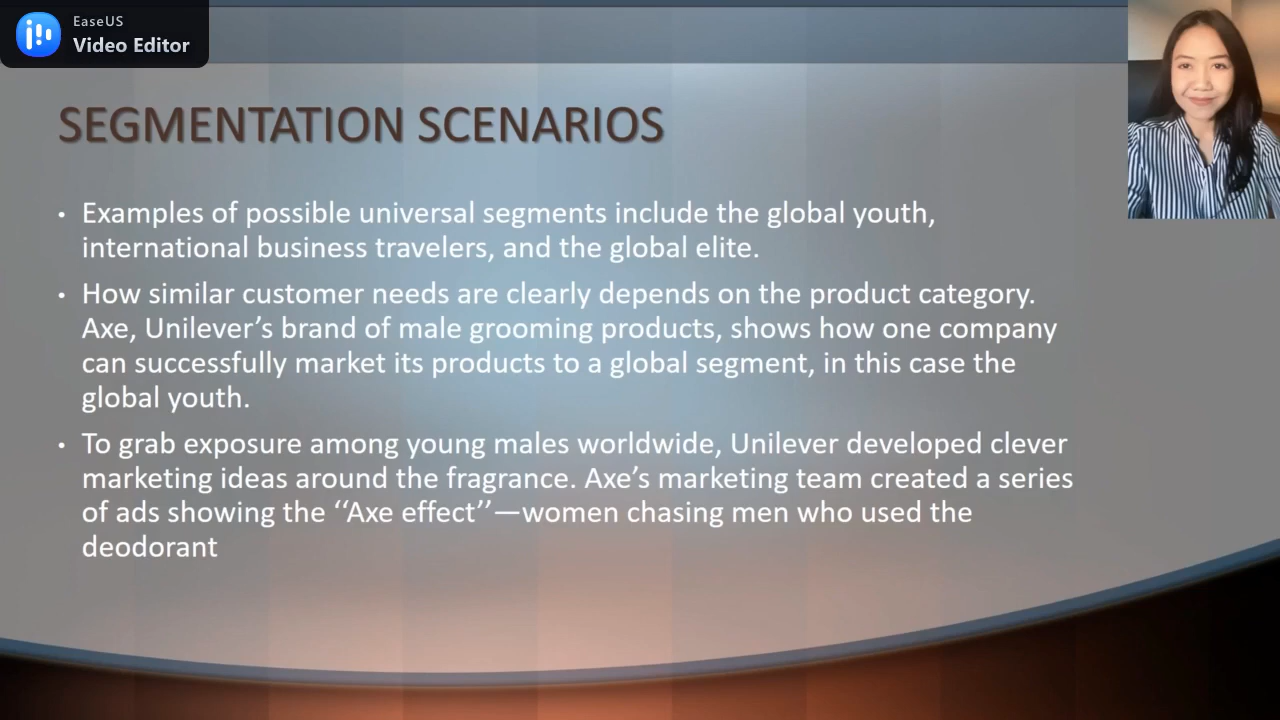 EaseUS
Video Editor
SEGMENTATION SCENARIOS
• Examples of possible universal segments include the global youth,
international business travelers, and the global elite.
• How similar customer needs are clearly depends on the product category.
Axe, Unilever’s brand of male grooming products, shows how one company
can successfully market its products to a global segment, in this case the
global youth.
• To grab exposure among young males worldwide, Unilever developed clever
marketing ideas around the fragrance. Axe’s marketing team created a series
of ads showing the ‘‘Axe effect’’—women chasing men who used the
deodorant